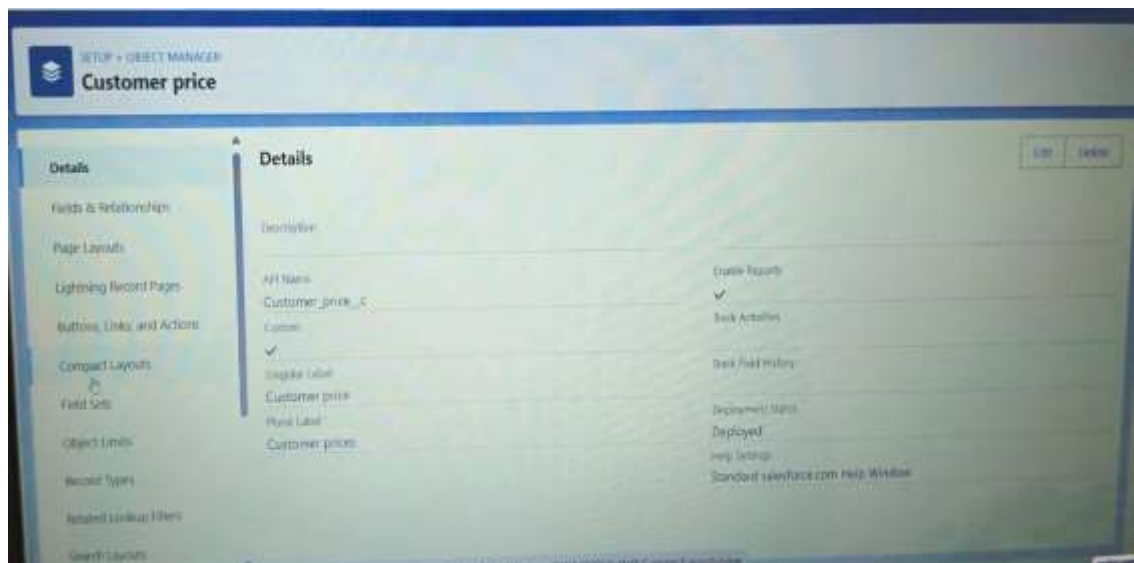 SETUP > OBJECT MANAGER
Customer price
Details
Fields & Relationships
Page Layouts
Lightning Record Pages
Buttons, Links, and Actions
Compact Layouts
Field Sets
Object Limits
Record Types
Related Lookup Filters
Search Layouts
Details
Edit
Delete
Description
API Name
Customer_price__c
Custom
Singular Label
Customer price
Plural Label
Customer prices
Enable Reports
Track Activities
Track Field History
Deployment Status
Deployed
Help Settings
Standard salesforce.com Help Window